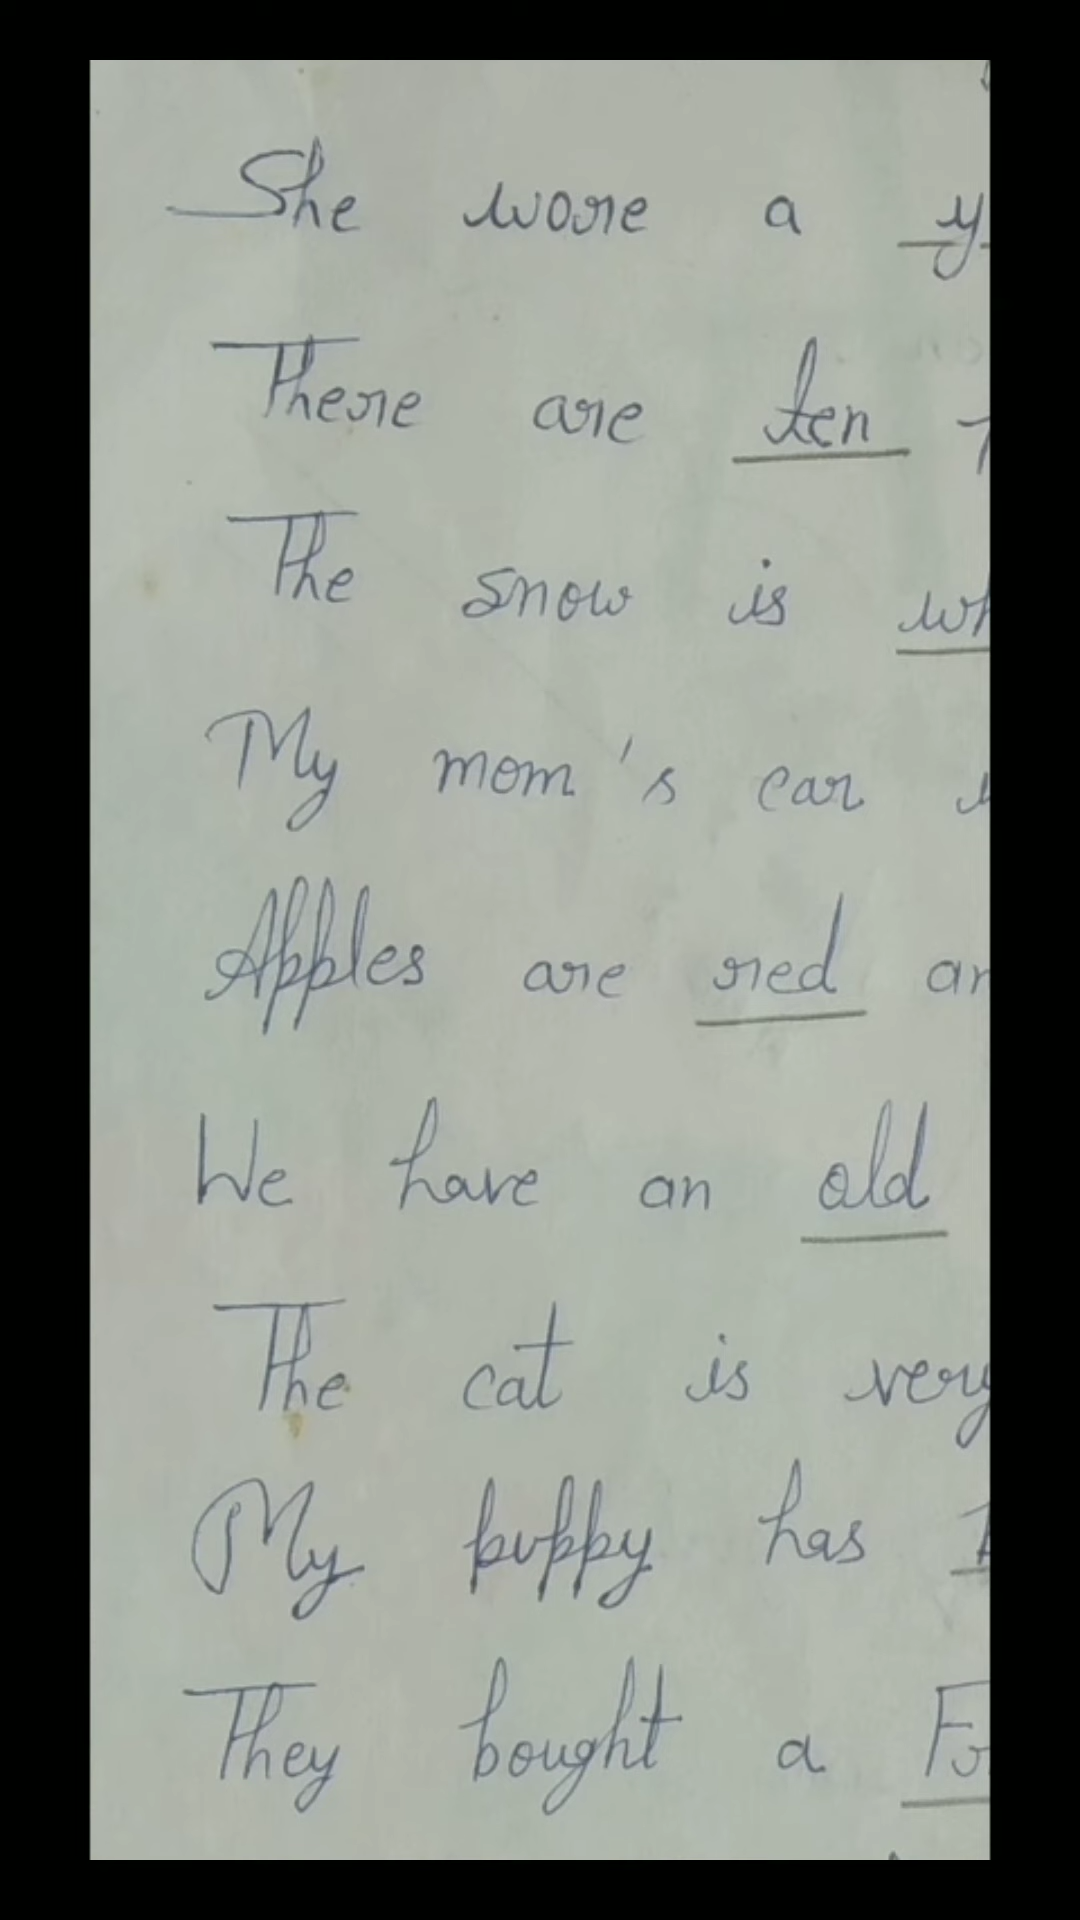 She wore a
There are ten
The snow is
My mom's car
Apples are red
We have an old
The cat is very
My puppy has
They bought a